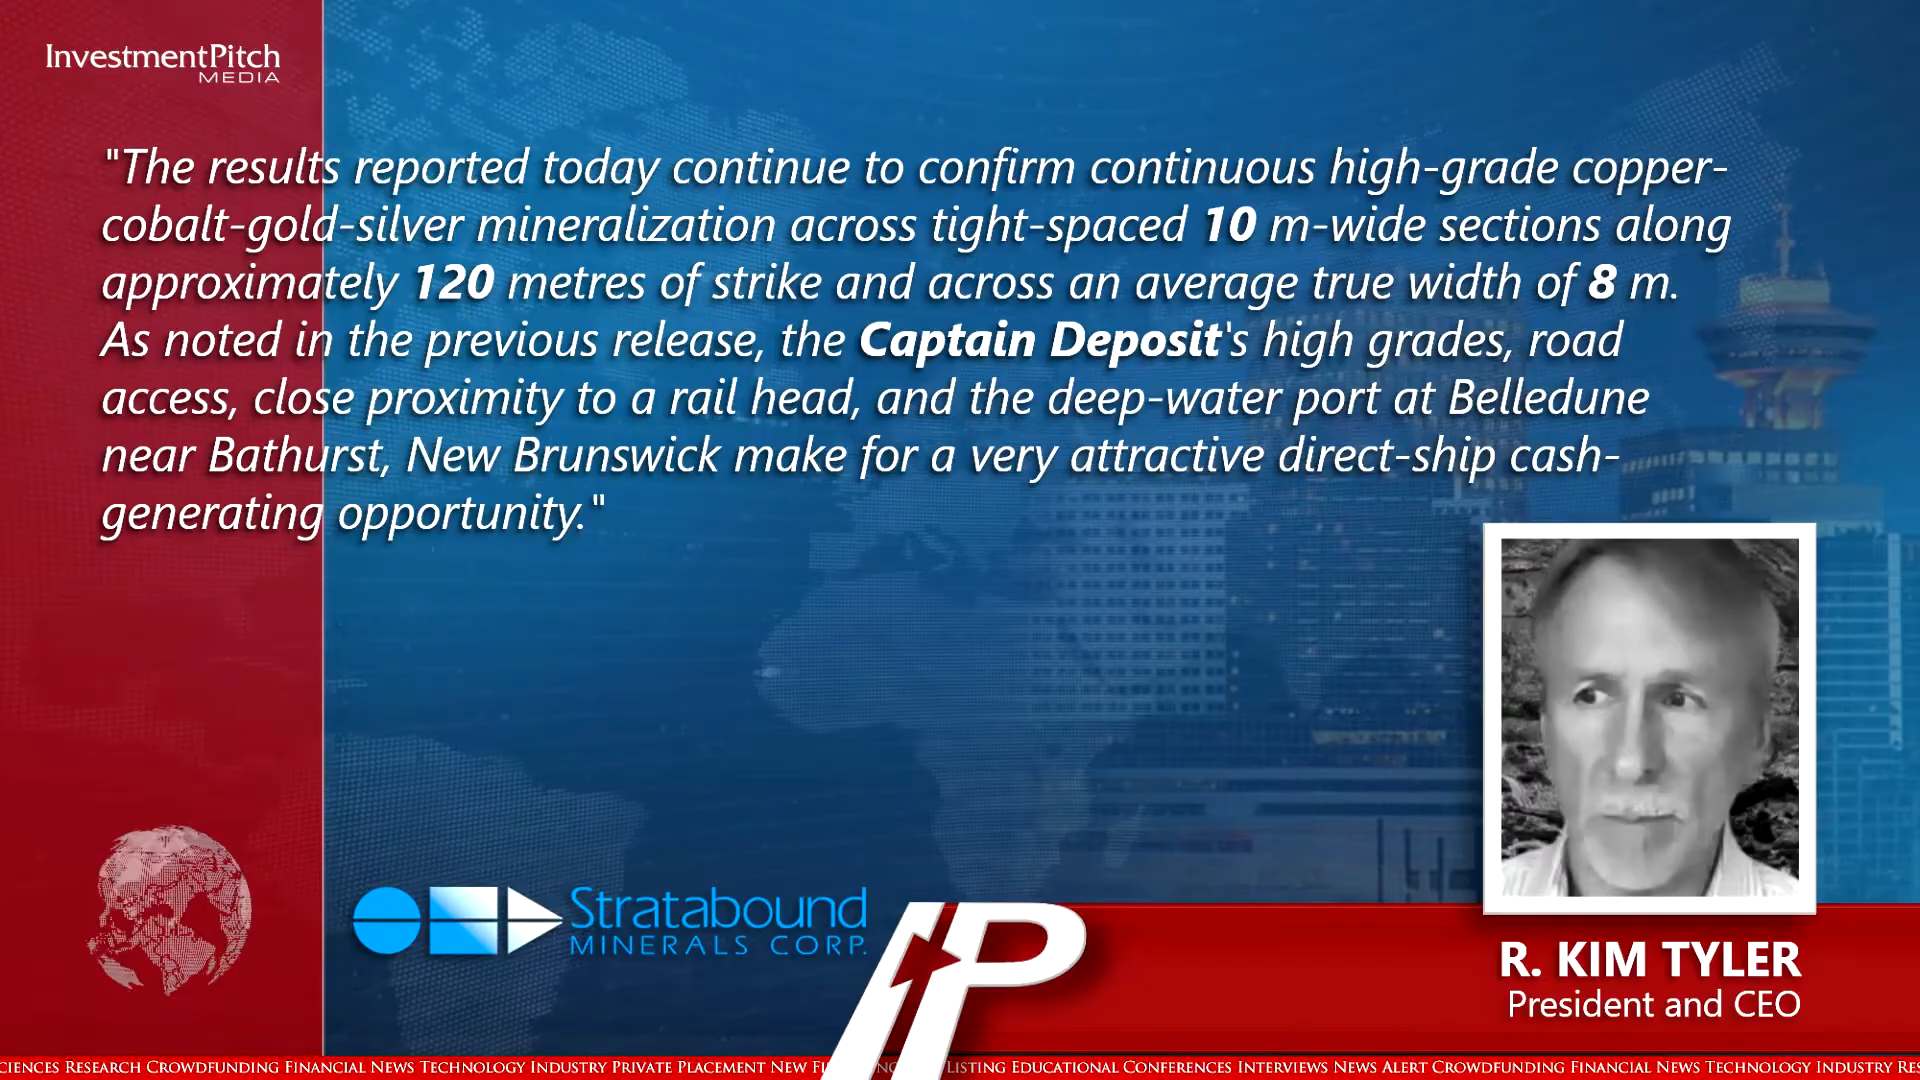 InvestmentPitch
MEDIA
"The results reported today continue to confirm continuous high-grade copper-
cobalt-gold-silver mineralization across tight-spaced 10 m-wide sections along
approximately 120 metres of strike and across an average true width of 8 m.
As noted in the previous release, the Captain Deposit's high grades, road
access, close proximity to a rail head, and the deep-water port at Belledune
near Bathurst, New Brunswick make for a very attractive direct-ship cash-
generating opportunity."
Stratabound
MINERALS CORP.
IP
R. KIM TYLER
President and CEO
RESEARCH CROWDFUNDING FINANCIAL NEWS TECHNOLOGY INDUSTRY PRIVATE PLACEMENT NEW LISTING EDUCATIONAL CONFERENCES INTERVIEWS NEWS ALERT CROWDFUNDING FINANCIAL NEWS TECHNOLOGY INDUSTRY